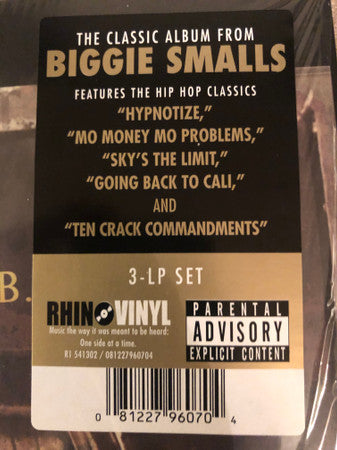 THE CLASSIC ALBUM FROM
BIGGIE SMALLS
FEATURES THE HIP HOP CLASSICS
“HYPNOTIZE,”
“MO MONEY MO PROBLEMS,”
“SKY’S THE LIMIT,”
“GOING BACK TO CALI,”
AND
“TEN CRACK COMMANDMENTS”
3-LP SET
B.
RHINO VINYL
Music the way it was meant to be heard:
One side at a time.
R1 541302 / 081227960704
PARENTAL
ADVISORY
EXPLICIT CONTENT
0 81227 96070 4